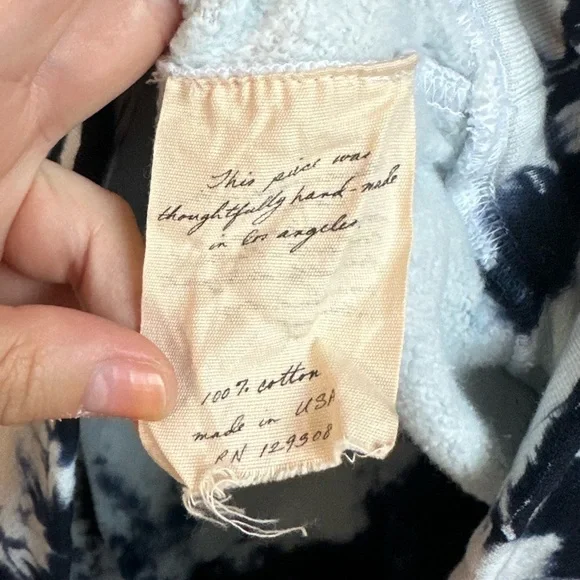 This piece was
thoughtfully hand-made
in los angeles
100% cotton
made in USA
RN 129308